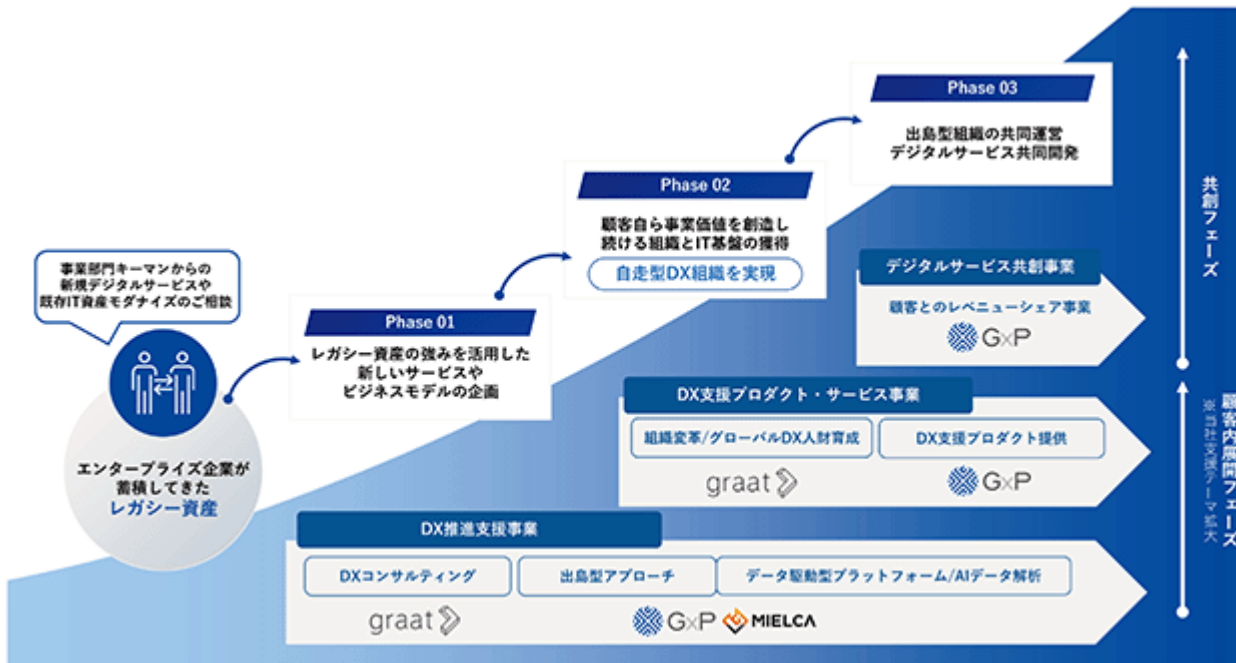 事業部門キーマンからの
新規デジタルサービスや
既存IT資産モダナイズのご相談
エンタープライズ企業が
蓄積してきた
レガシー資産
Phase 01
レガシー資産の強みを活用した
新しいサービスや
ビジネスモデルの企画
Phase 02
顧客自ら事業価値を創造し
続ける組織とIT基盤の獲得
自走型DX組織を実現
Phase 03
出島型組織の共同運営
デジタルサービス共同開発
デジタルサービス共創事業
顧客とのレベニューシェア事業
GxP
DX支援プロダクト・サービス事業
組織変革/グローバルDX人財育成
DX支援プロダクト提供
graat
GxP
DX推進支援事業
DXコンサルティング
出島型アプローチ
データ駆動型プラットフォーム/AIデータ解析
graat
GxP
MIELCA
共創フェーズ
顧客内展開フェーズ
※当社支援テーマ拡大